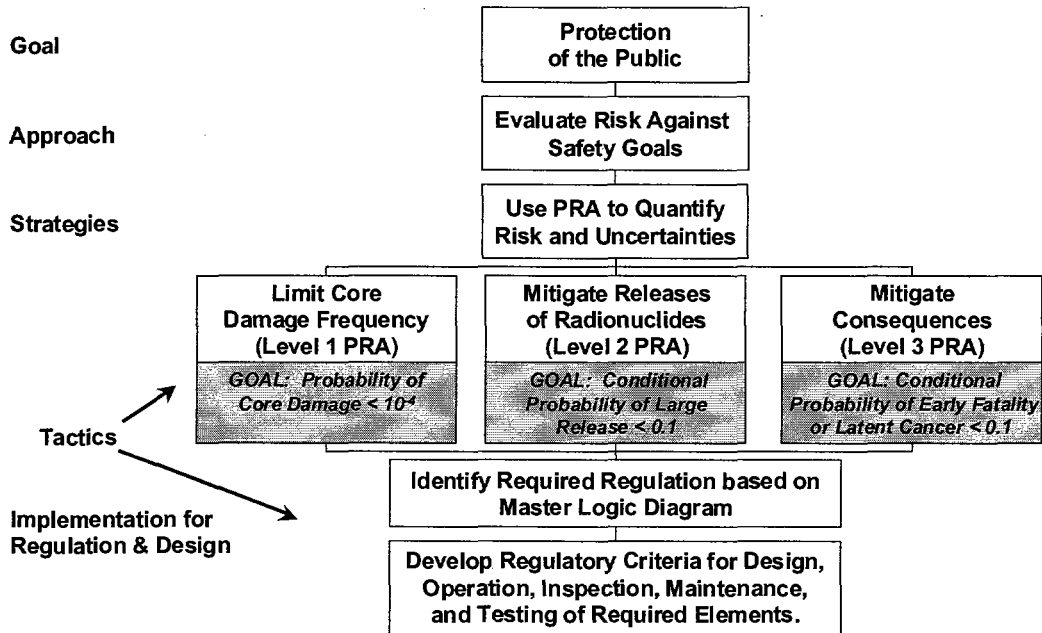 Goal
Protection
of the Public
Approach
Evaluate Risk Against
Safety Goals
Strategies
Use PRA to Quantify
Risk and Uncertainties
Limit Core
Damage Frequency
(Level 1 PRA)
GOAL: Probability of
Core Damage < 10⁻⁴
Mitigate Releases
of Radionuclides
(Level 2 PRA)
GOAL: Conditional
Probability of Large
Release < 0.1
Mitigate
Consequences
(Level 3 PRA)
GOAL: Conditional
Probability of Early Fatality
or Latent Cancer < 0.1
Tactics
Identify Required Regulation based on
Master Logic Diagram
Implementation for
Regulation & Design
Develop Regulatory Criteria for Design,
Operation, Inspection, Maintenance,
and Testing of Required Elements.